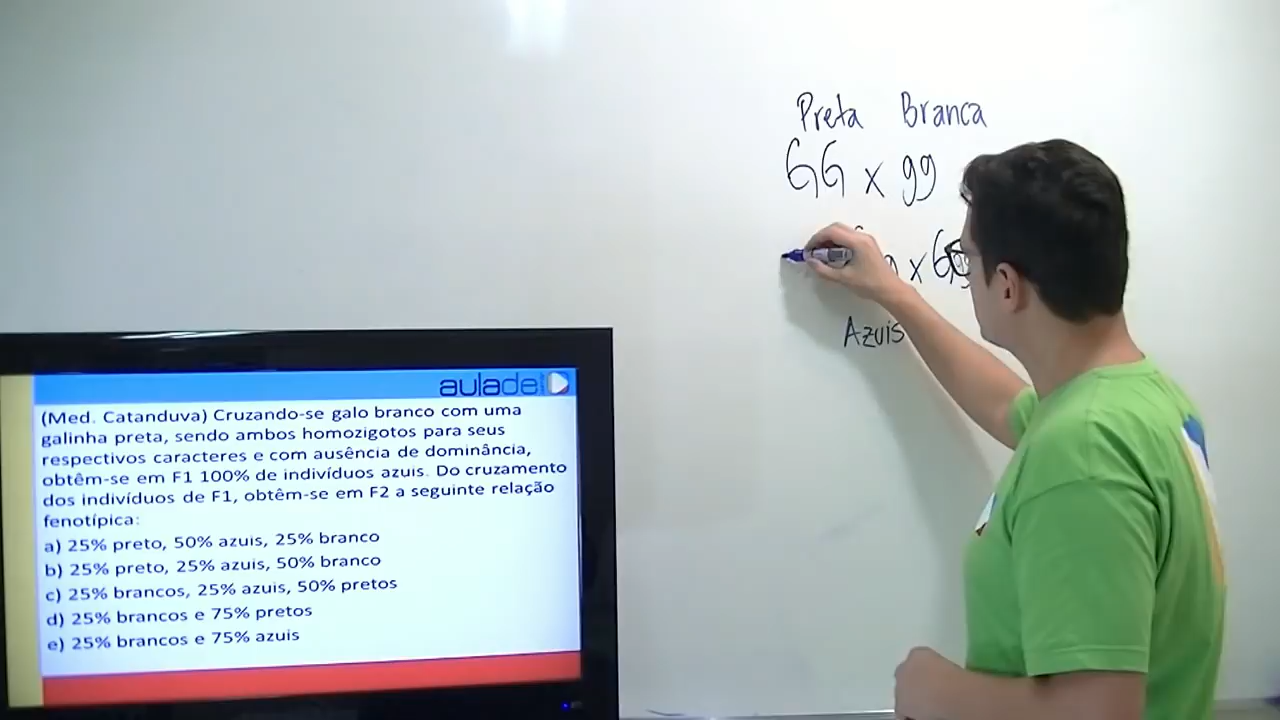 Preta Branca
GG x gg
x
Azuis
aulade
(Med. Catanduva) Cruzando-se galo branco com uma
galinha preta, sendo ambos homozigotos para seus
respectivos caracteres e com ausência de dominância,
obtêm-se em F1 100% de indivíduos azuis. Do cruzamento
dos indivíduos de F1, obtêm-se em F2 a seguinte relação
fenotípica:
a) 25% preto, 50% azuis, 25% branco
b) 25% preto, 25% azuis, 50% branco
c) 25% brancos, 25% azuis, 50% pretos
d) 25% brancos e 75% pretos
e) 25% brancos e 75% azuis